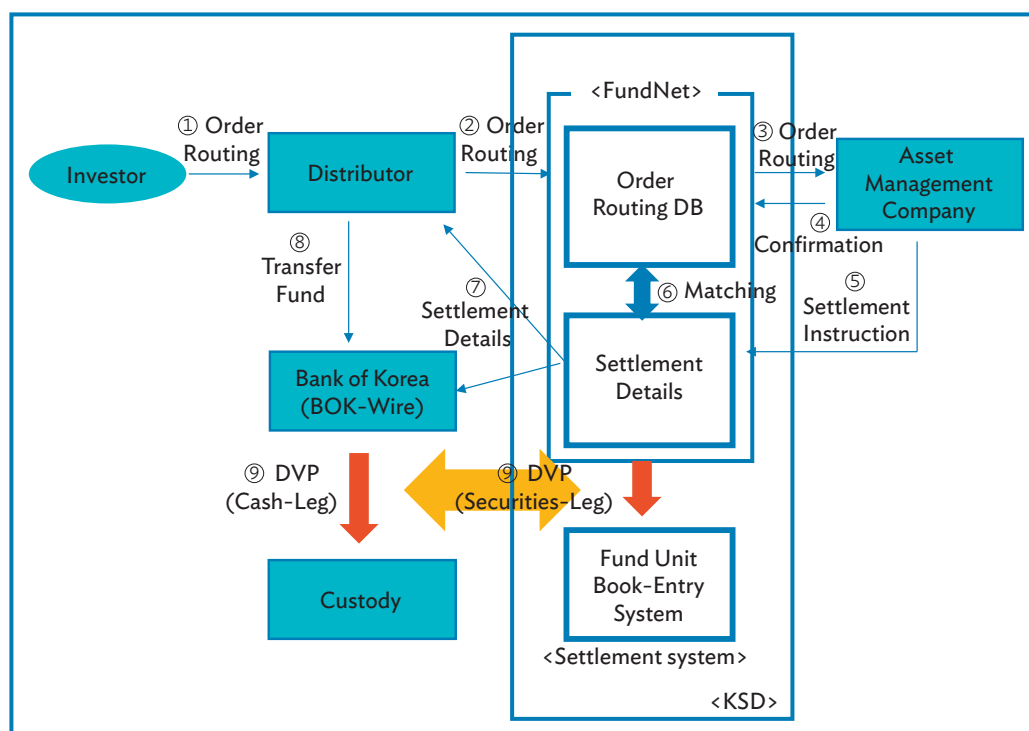 <FundNet>
① Order
Routing
② Order
Routing
③ Order
Routing
Investor
Distributor
Order
Routing DB
Asset
Management
Company
④
Confirmation
⑧
Transfer
Fund
⑦
Settlement
Details
⑥ Matching
⑤
Settlement
Instruction
Bank of Korea
(BOK-Wire)
Settlement
Details
⑨ DVP
(Cash-Leg)
⑨ DVP
(Securities-Leg)
Custody
Fund Unit
Book-Entry
System
<Settlement system>
<KSD>